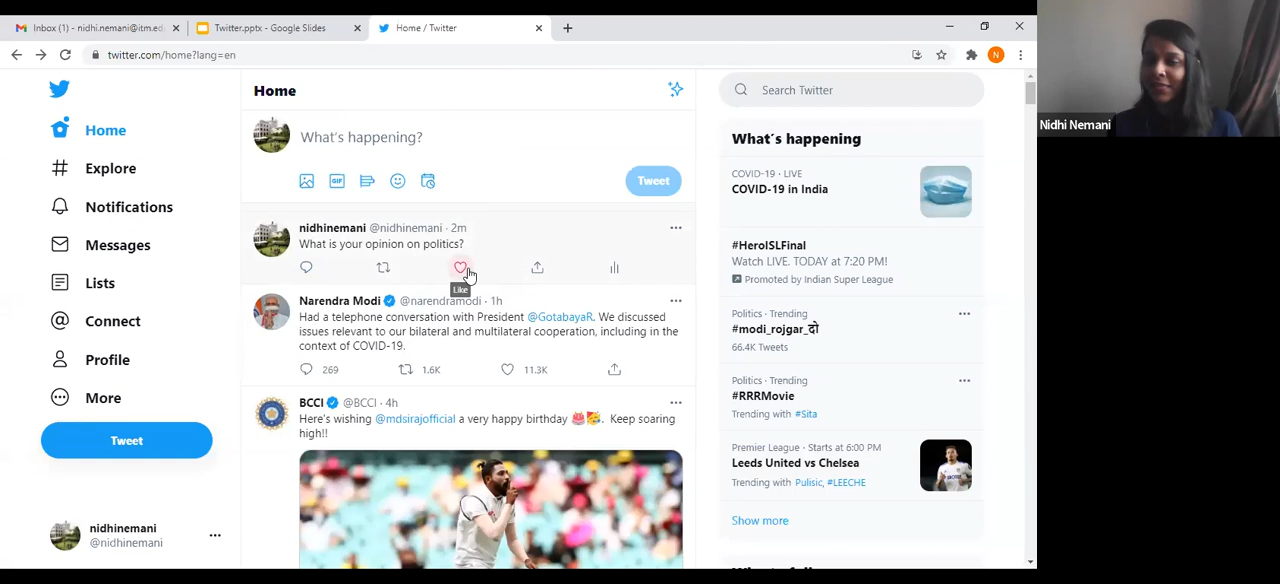 Inbox (1) - nidhi.nemani@itm.ed
Twitter.pptx - Google Slides
Home / Twitter
twitter.com/home?lang=en
N
Home
Explore
Notifications
Messages
Lists
Connect
Profile
More
Tweet
nidhinemani
@nidhinemani
Home
What's happening?
GIF
Tweet
nidhinemani @nidhinemani · 2m
What is your opinion on politics?
Like
Narendra Modi @narendramodi · 1h
Had a telephone conversation with President @GotabayaR. We discussed
issues relevant to our bilateral and multilateral cooperation, including in the
context of COVID-19.
269 1.6K 11.3K
BCCI @BCCI · 4h
Here's wishing @mdsirajofficial a very happy birthday 🎂🥳. Keep soaring
high!!
Search Twitter
What's happening
COVID-19 · LIVE
COVID-19 in India
#HeroISLFinal
Watch LIVE. TODAY at 7:20 PM!
Promoted by Indian Super League
Politics · Trending
#modi_rojgar_दो
66.4K Tweets
Politics · Trending
#RRRMovie
Trending with #Sita
Premier League · Starts at 6:00 PM
Leeds United vs Chelsea
Trending with Pulisic, #LEECHE
Show more
Nidhi Nemani